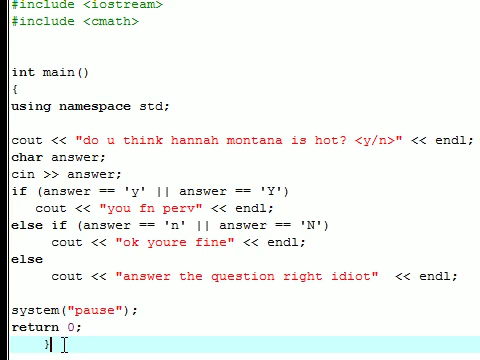 #include <iostream>
#include <cmath>
int main()
{
using namespace std;
cout << "do u think hannah montana is hot? <y/n>" << endl;
char answer;
cin >> answer;
if (answer == 'y' || answer == 'Y')
cout << "you fn perv" << endl;
else if (answer == 'n' || answer == 'N')
cout << "ok youre fine" << endl;
else
cout << "answer the question right idiot"  << endl;
system("pause");
return 0;
}